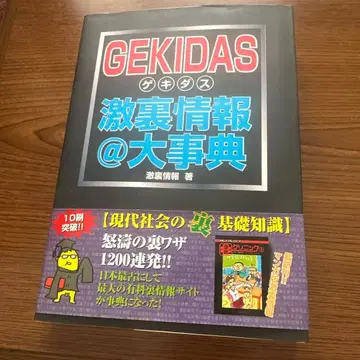 GEKIDAS
ゲキダス
激裏情報
@大事典
激裏情報 著
10刷
突破!!
【現代社会の裏基礎知識】
怒濤の裏ワザ
1200連発!!
日本最古にして
最大の有料裏情報サイト
が事典になった!